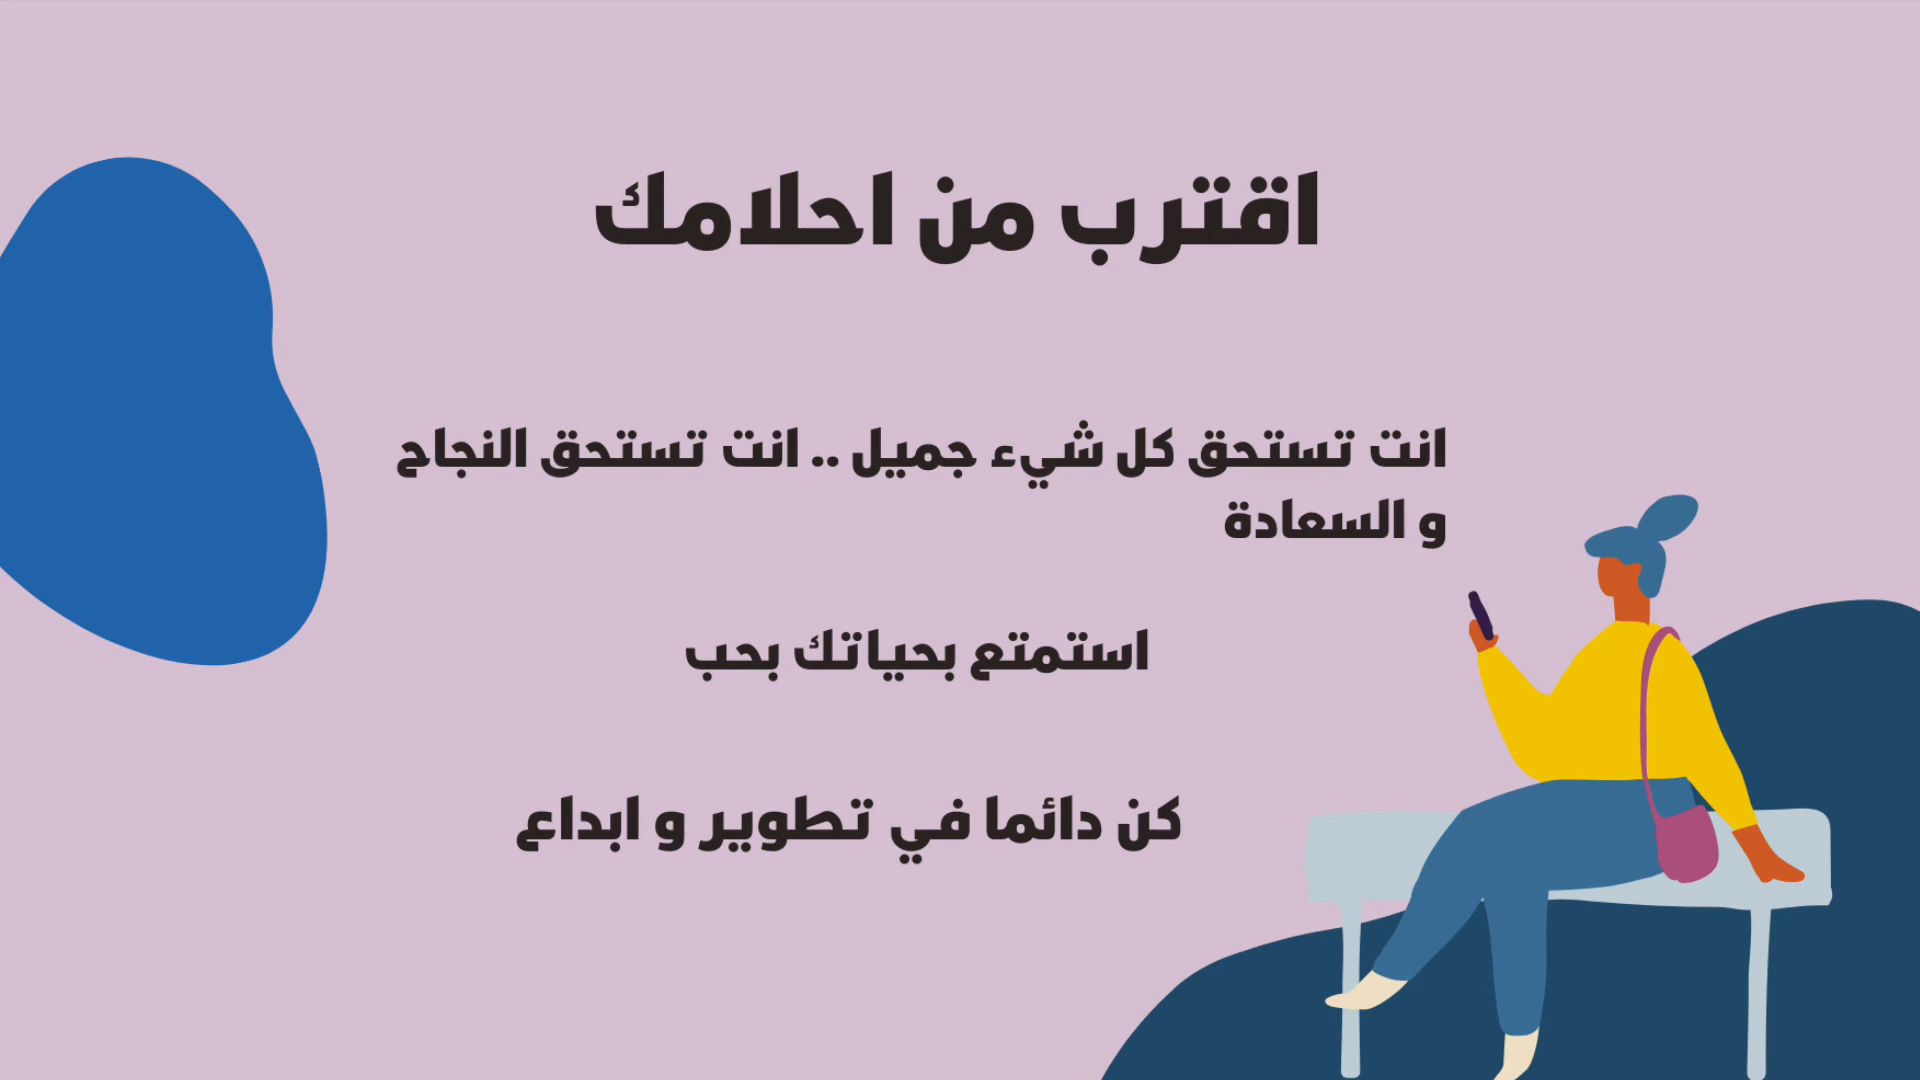 اقترب من احلامك
انت تستحق كل شيء جميل .. انت تستحق النجاح
و السعادة
استمتع بحياتك بحب
كن دائما في تطوير و ابداع